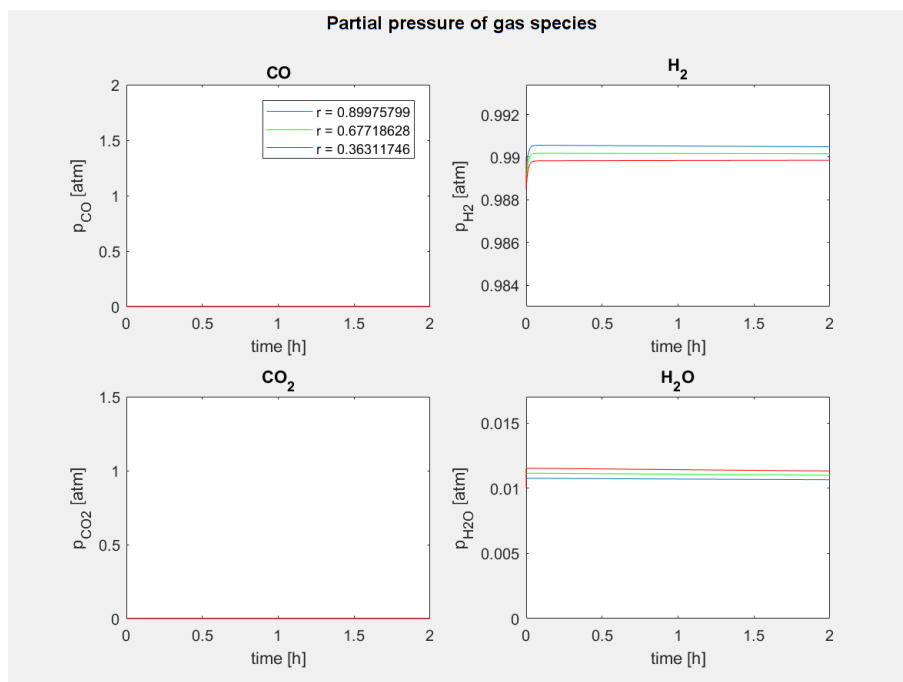 Partial pressure of gas species
CO
2
1.5
1
0.5
0
p_CO [atm]
r = 0.89975799
r = 0.67718628
r = 0.36311746
0 0.5 1 1.5 2
time [h]
H_2
0.992
0.99
0.988
0.986
0.984
p_H2 [atm]
0 0.5 1 1.5 2
time [h]
CO_2
1.5
1
0.5
0
p_CO2 [atm]
0 0.5 1 1.5 2
time [h]
H_2O
0.015
0.01
0.005
0
p_H2O [atm]
0 0.5 1 1.5 2
time [h]